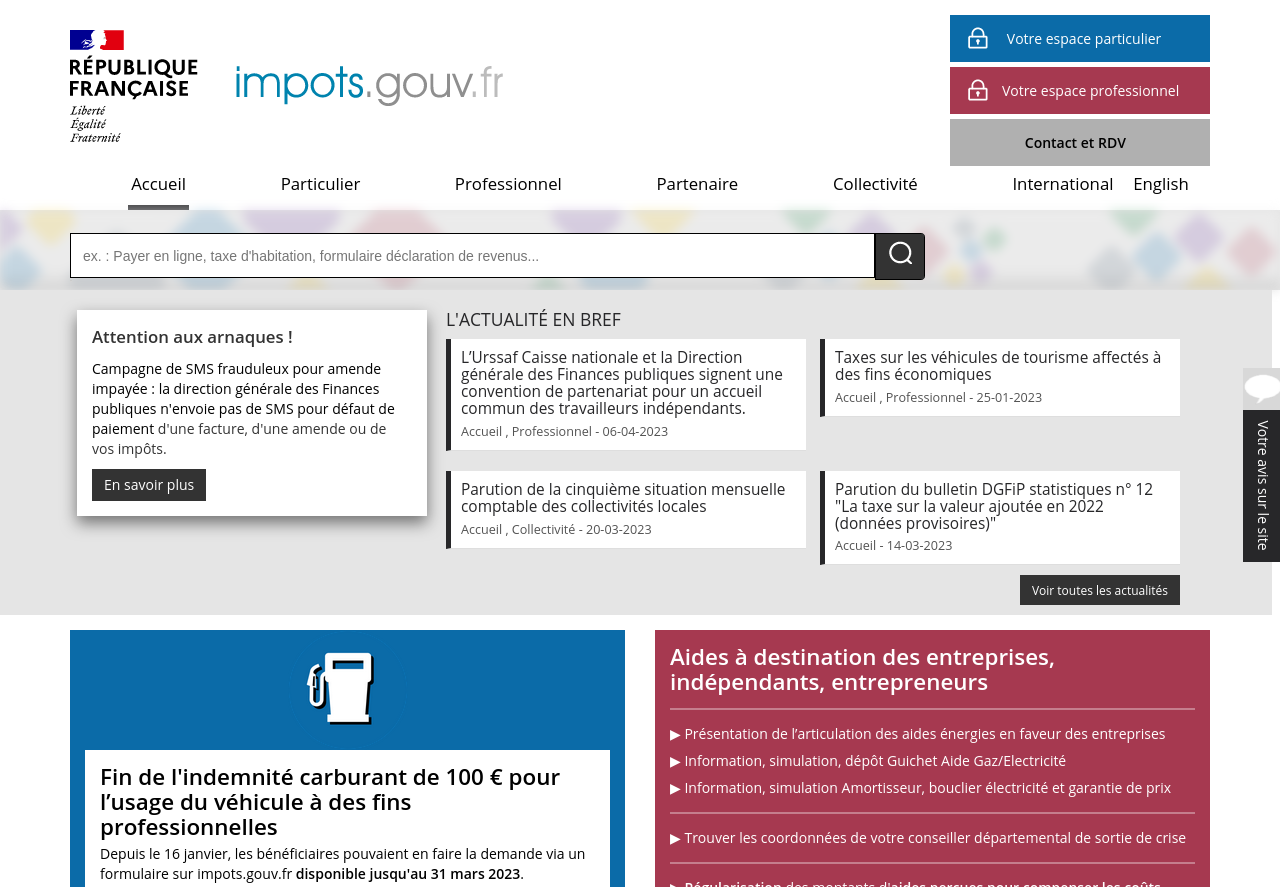 RÉPUBLIQUE
FRANÇAISE
Liberté
Égalité
Fraternité
impots.gouv.fr
Votre espace particulier
Votre espace professionnel
Contact et RDV
Accueil
Particulier
Professionnel
Partenaire
Collectivité
International
English
ex. : Payer en ligne, taxe d'habitation, formulaire déclaration de revenus...
Attention aux arnaques !
Campagne de SMS frauduleux pour amende
impayée : la direction générale des Finances
publiques n'envoie pas de SMS pour défaut de
paiement d'une facture, d'une amende ou de
vos impôts.
En savoir plus
L'ACTUALITÉ EN BREF
L’Urssaf Caisse nationale et la Direction
générale des Finances publiques signent une
convention de partenariat pour un accueil
commun des travailleurs indépendants.
Accueil , Professionnel - 06-04-2023
Taxes sur les véhicules de tourisme affectés à
des fins économiques
Accueil , Professionnel - 25-01-2023
Parution de la cinquième situation mensuelle
comptable des collectivités locales
Accueil , Collectivité - 20-03-2023
Parution du bulletin DGFiP statistiques n° 12
"La taxe sur la valeur ajoutée en 2022
(données provisoires)"
Accueil - 14-03-2023
Voir toutes les actualités
Votre avis sur le site
Fin de l'indemnité carburant de 100 € pour
l’usage du véhicule à des fins
professionnelles
Depuis le 16 janvier, les bénéficiaires pouvaient en faire la demande via un
formulaire sur impots.gouv.fr disponible jusqu'au 31 mars 2023.
Aides à destination des entreprises,
indépendants, entrepreneurs
▶ Présentation de l’articulation des aides énergies en faveur des entreprises
▶ Information, simulation, dépôt Guichet Aide Gaz/Electricité
▶ Information, simulation Amortisseur, bouclier électricité et garantie de prix
▶ Trouver les coordonnées de votre conseiller départemental de sortie de crise
▶ Régularisation des montants d'aides perçues pour compenser les coûts